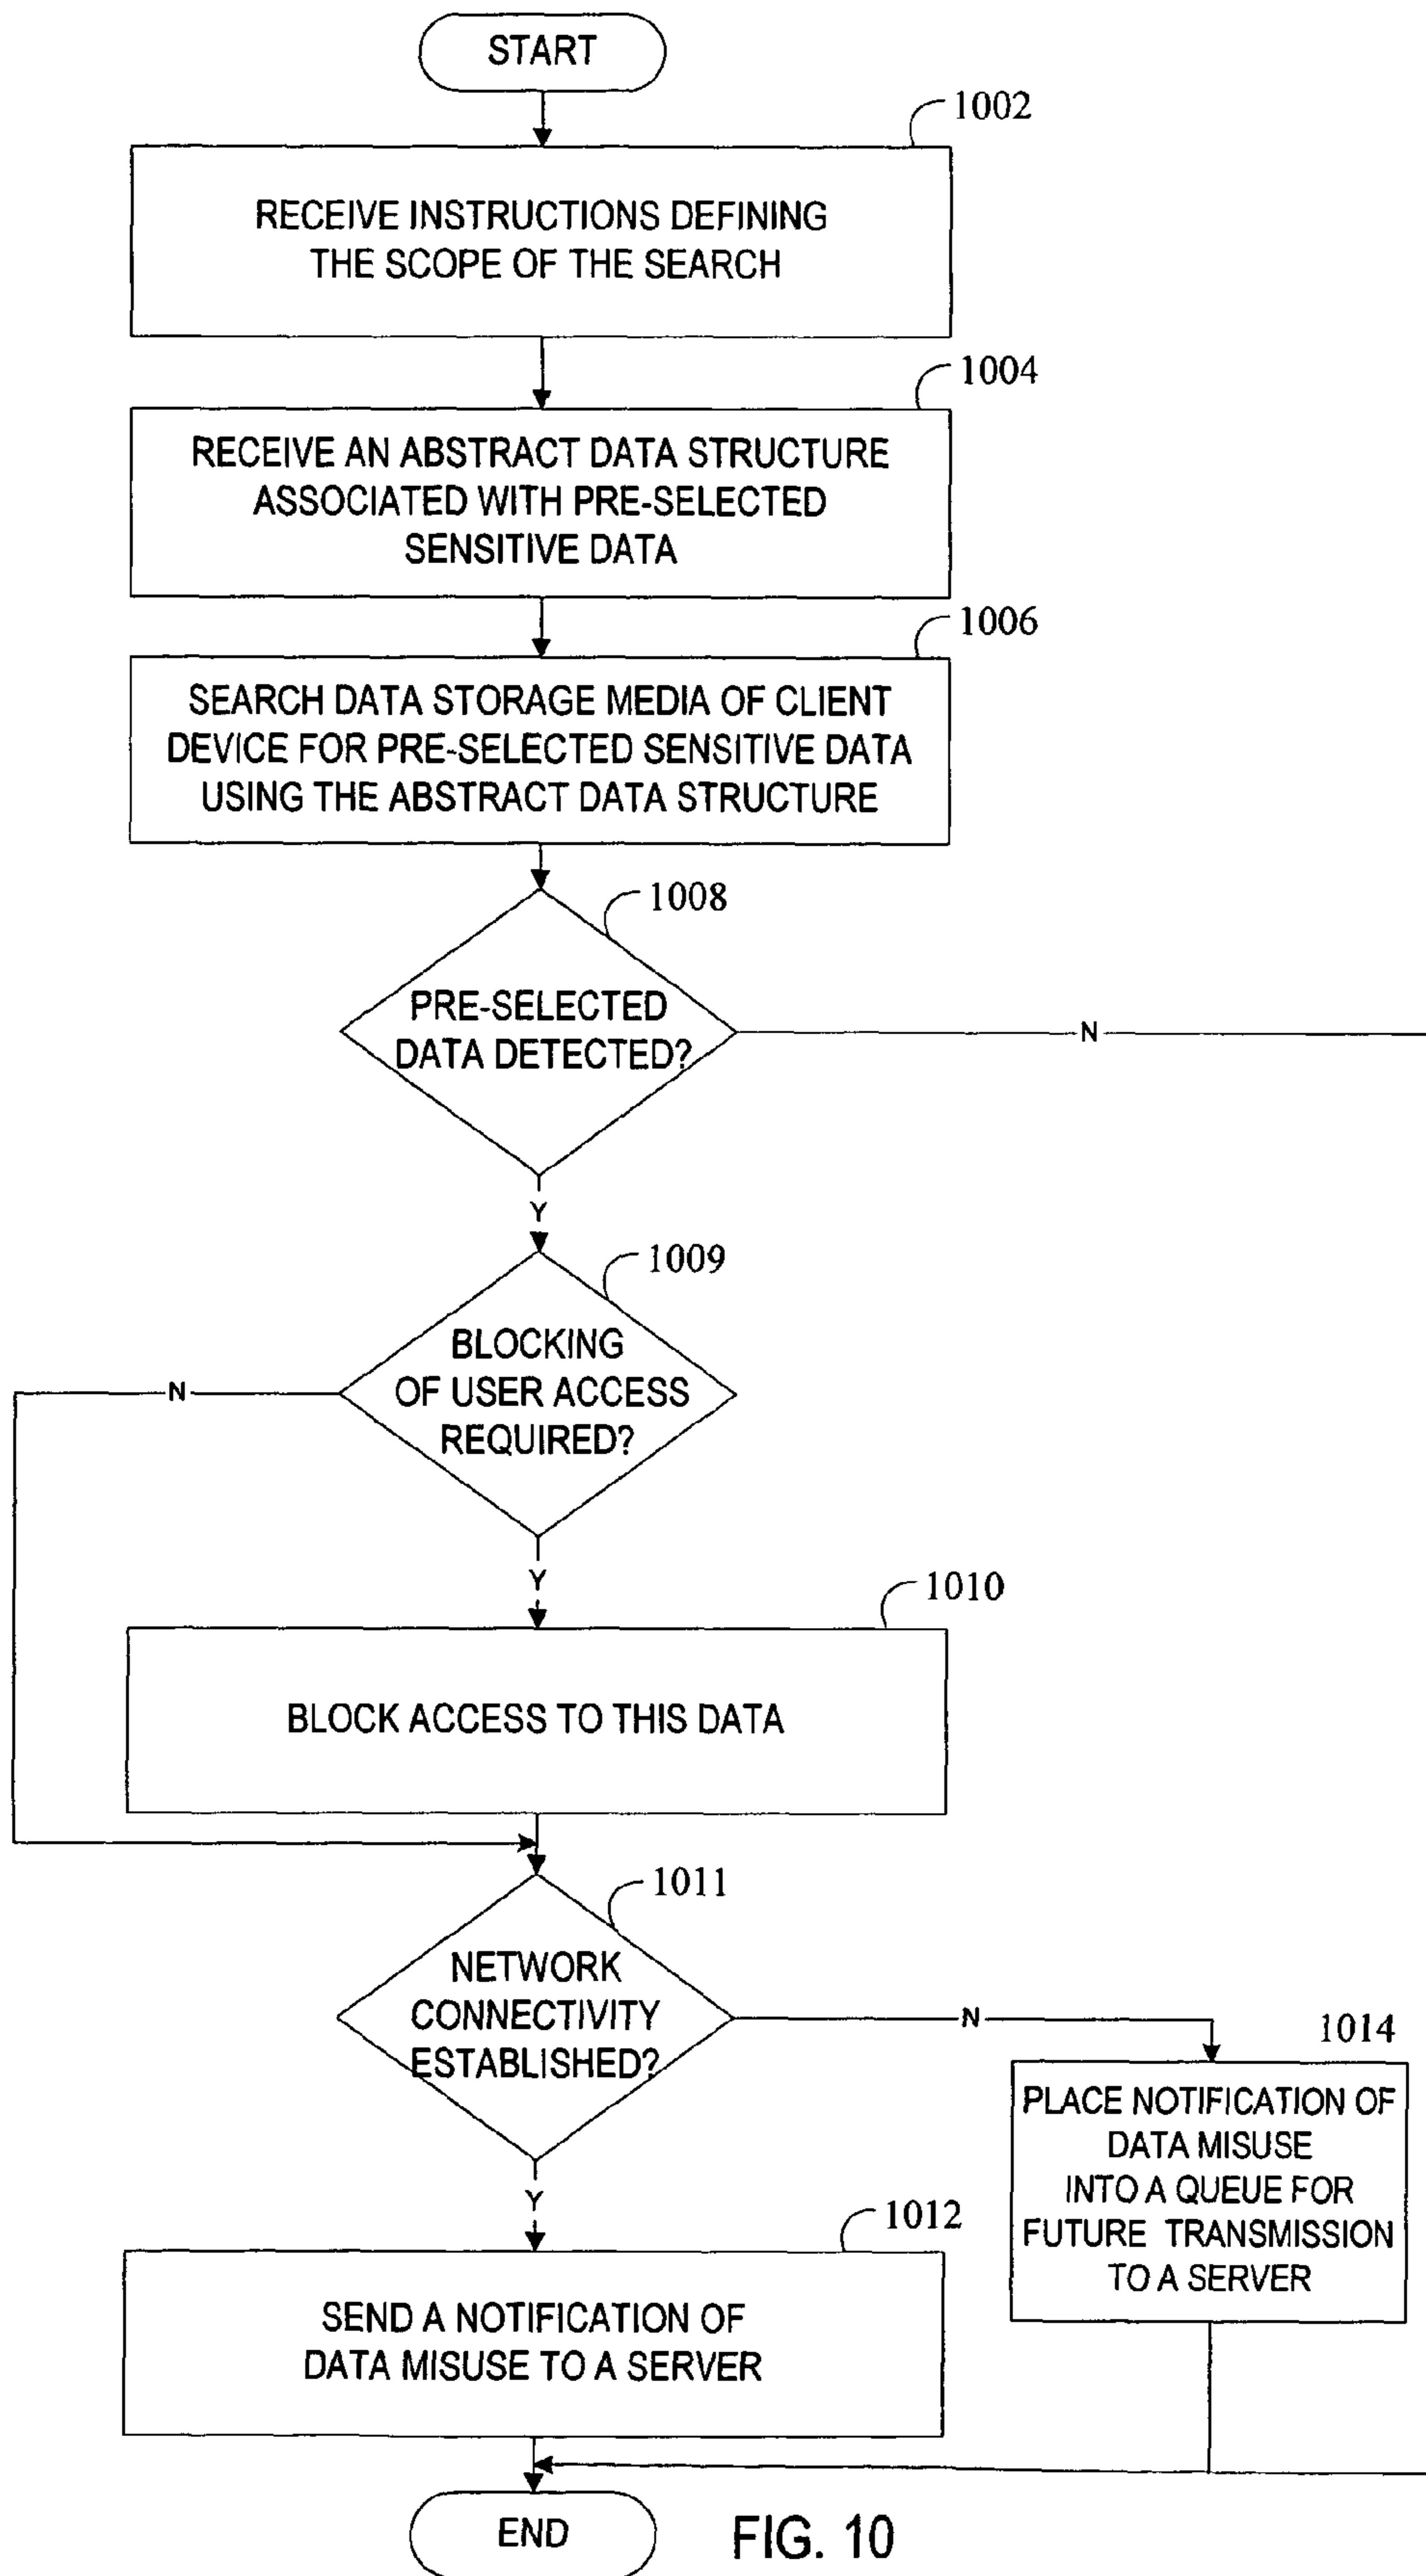 START
1002
RECEIVE INSTRUCTIONS DEFINING
THE SCOPE OF THE SEARCH
1004
RECEIVE AN ABSTRACT DATA STRUCTURE
ASSOCIATED WITH PRE-SELECTED
SENSITIVE DATA
1006
SEARCH DATA STORAGE MEDIA OF CLIENT
DEVICE FOR PRE-SELECTED SENSITIVE DATA
USING THE ABSTRACT DATA STRUCTURE
1008
PRE-SELECTED
DATA DETECTED?
N
Y
1009
BLOCKING
OF USER ACCESS
REQUIRED?
N
Y
1010
BLOCK ACCESS TO THIS DATA
1011
NETWORK
CONNECTIVITY
ESTABLISHED?
N
1014
PLACE NOTIFICATION OF
DATA MISUSE
INTO A QUEUE FOR
FUTURE TRANSMISSION
TO A SERVER
Y
1012
SEND A NOTIFICATION OF
DATA MISUSE TO A SERVER
END
FIG. 10